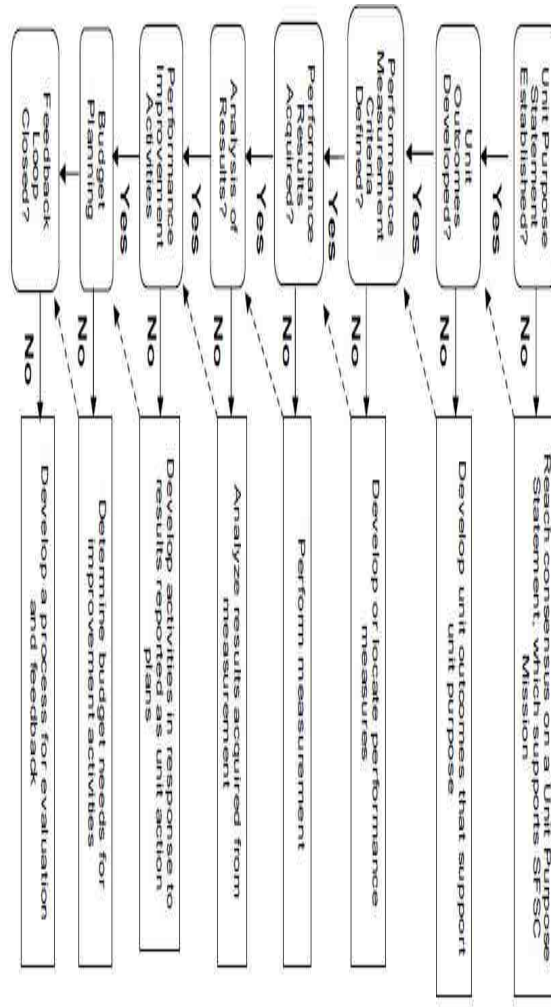 Unit Purpose
Statement
Established?
No
Reach consensus on a Unit Purpose
Statement, which supports SFSC
Mission
Yes
Unit
Outcomes
Developed?
No
Develop unit outcomes that support
unit purpose
Yes
Performance
Measurement
Criteria
Defined?
No
Develop or locate performance
measures
Yes
Performance
Results
Acquired?
No
Perform measurement
Yes
Analysis of
Results?
No
Analyze results acquired from
measurement
Yes
Performance
Improvement
Activities
No
Develop activities in response to
results reported as unit action
plans
Yes
Budget
Planning
No
Determine budget needs for
improvement activities
Feedback
Loop
Closed?
No
Develop a process for evaluation
and feedback